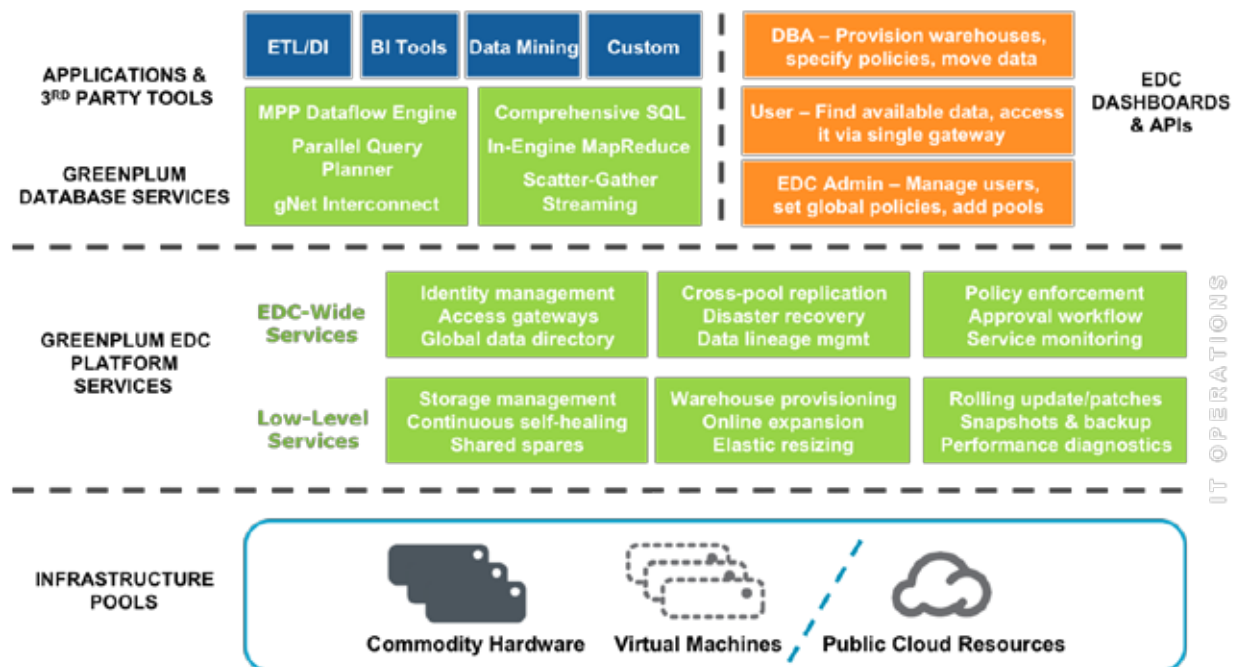 APPLICATIONS &
3RD PARTY TOOLS
ETL/DI
BI Tools
Data Mining
Custom
GREENPLUM
DATABASE SERVICES
MPP Dataflow Engine
Parallel Query
Planner
gNet Interconnect
Comprehensive SQL
In-Engine MapReduce
Scatter-Gather
Streaming
DBA – Provision warehouses,
specify policies, move data
User – Find available data, access
it via single gateway
EDC Admin – Manage users,
set global policies, add pools
EDC
DASHBOARDS
& APIs
GREENPLUM EDC
PLATFORM
SERVICES
EDC-Wide
Services
Identity management
Access gateways
Global data directory
Cross-pool replication
Disaster recovery
Data lineage mgmt
Policy enforcement
Approval workflow
Service monitoring
Low-Level
Services
Storage management
Continuous self-healing
Shared spares
Warehouse provisioning
Online expansion
Elastic resizing
Rolling update/patches
Snapshots & backup
Performance diagnostics
IT OPERATIONS
INFRASTRUCTURE
POOLS
Commodity Hardware
Virtual Machines
Public Cloud Resources